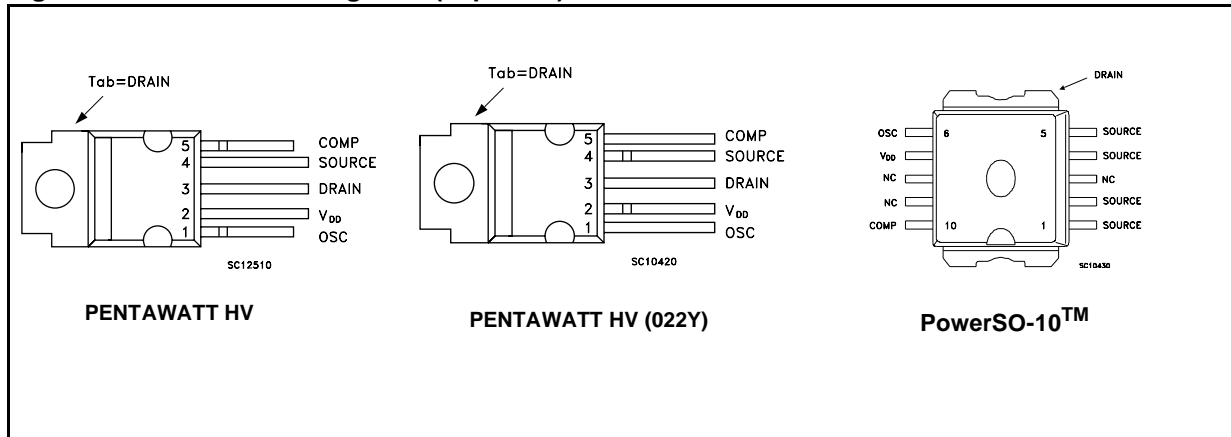 Tab=DRAIN
5 COMP
4 SOURCE
3 DRAIN
2 VDD
1 OSC
SC12510
PENTAWATT HV
Tab=DRAIN
5 COMP
4 SOURCE
3 DRAIN
2 VDD
1 OSC
SC10420
PENTAWATT HV (022Y)
DRAIN
OSC 6 5 SOURCE
VDD SOURCE
NC NC
NC SOURCE
COMP 10 1 SOURCE
SC10430
PowerSO-10TM